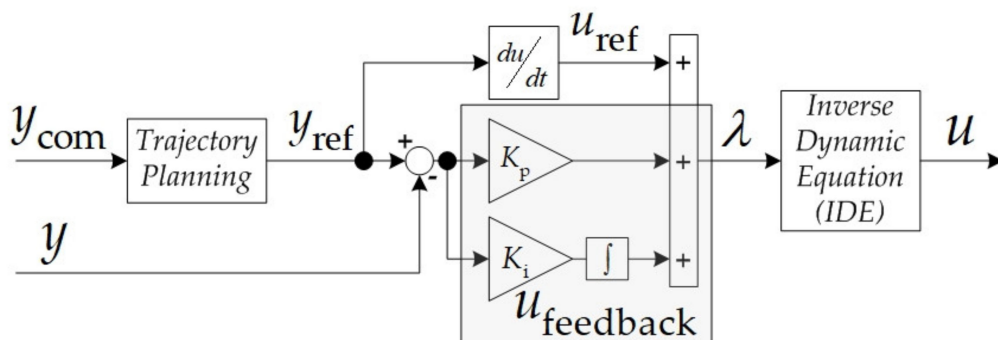 y_com
Trajectory
Planning
y_ref
du/dt
u_ref
+
+
-
K_p
+
λ
Inverse
Dynamic
Equation
(IDE)
u
y
K_i
∫
+
u_feedback